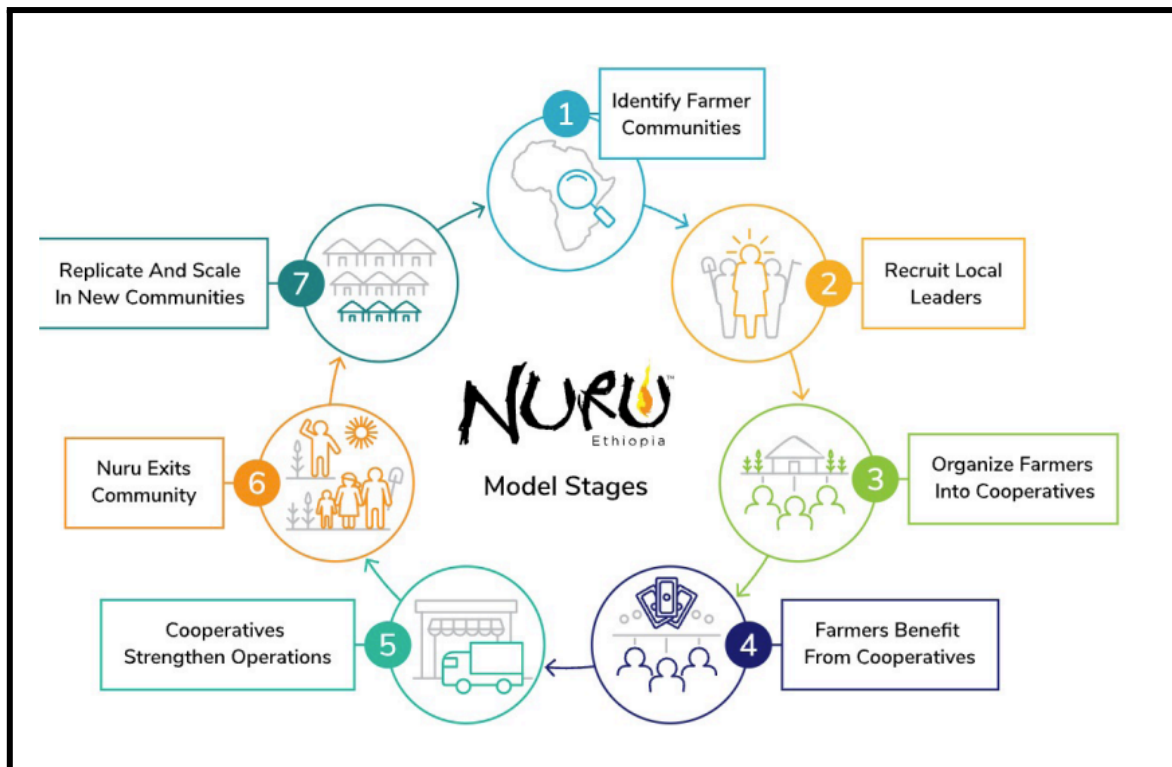 1
Identify Farmer
Communities
2
Recruit Local
Leaders
3
Organize Farmers
Into Cooperatives
4
Farmers Benefit
From Cooperatives
5
Cooperatives
Strengthen Operations
6
Nuru Exits
Community
7
Replicate And Scale
In New Communities
NURU™
Ethiopia
Model Stages